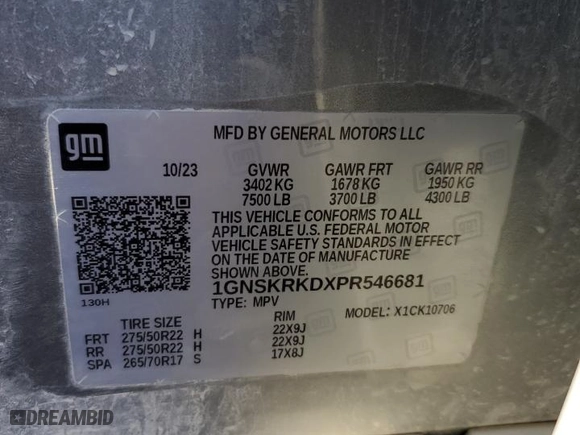 gm
MFD BY GENERAL MOTORS LLC
10/23 GVWR GAWR FRT GAWR RR
3402 KG 1678 KG 1950 KG
7500 LB 3700 LB 4300 LB
THIS VEHICLE CONFORMS TO ALL
APPLICABLE U.S. FEDERAL MOTOR
VEHICLE SAFETY STANDARDS IN EFFECT
ON THE DATE OF MANUFACTURE
SHOWN ABOVE.
1GNSKRKDXPR546681
130H
TYPE: MPV
MODEL: X1CK10706
TIRE SIZE RIM
FRT 275/50R22 H 22X9J
RR 275/50R22 H 22X9J
SPA 265/70R17 S 17X8J
DREAMBID